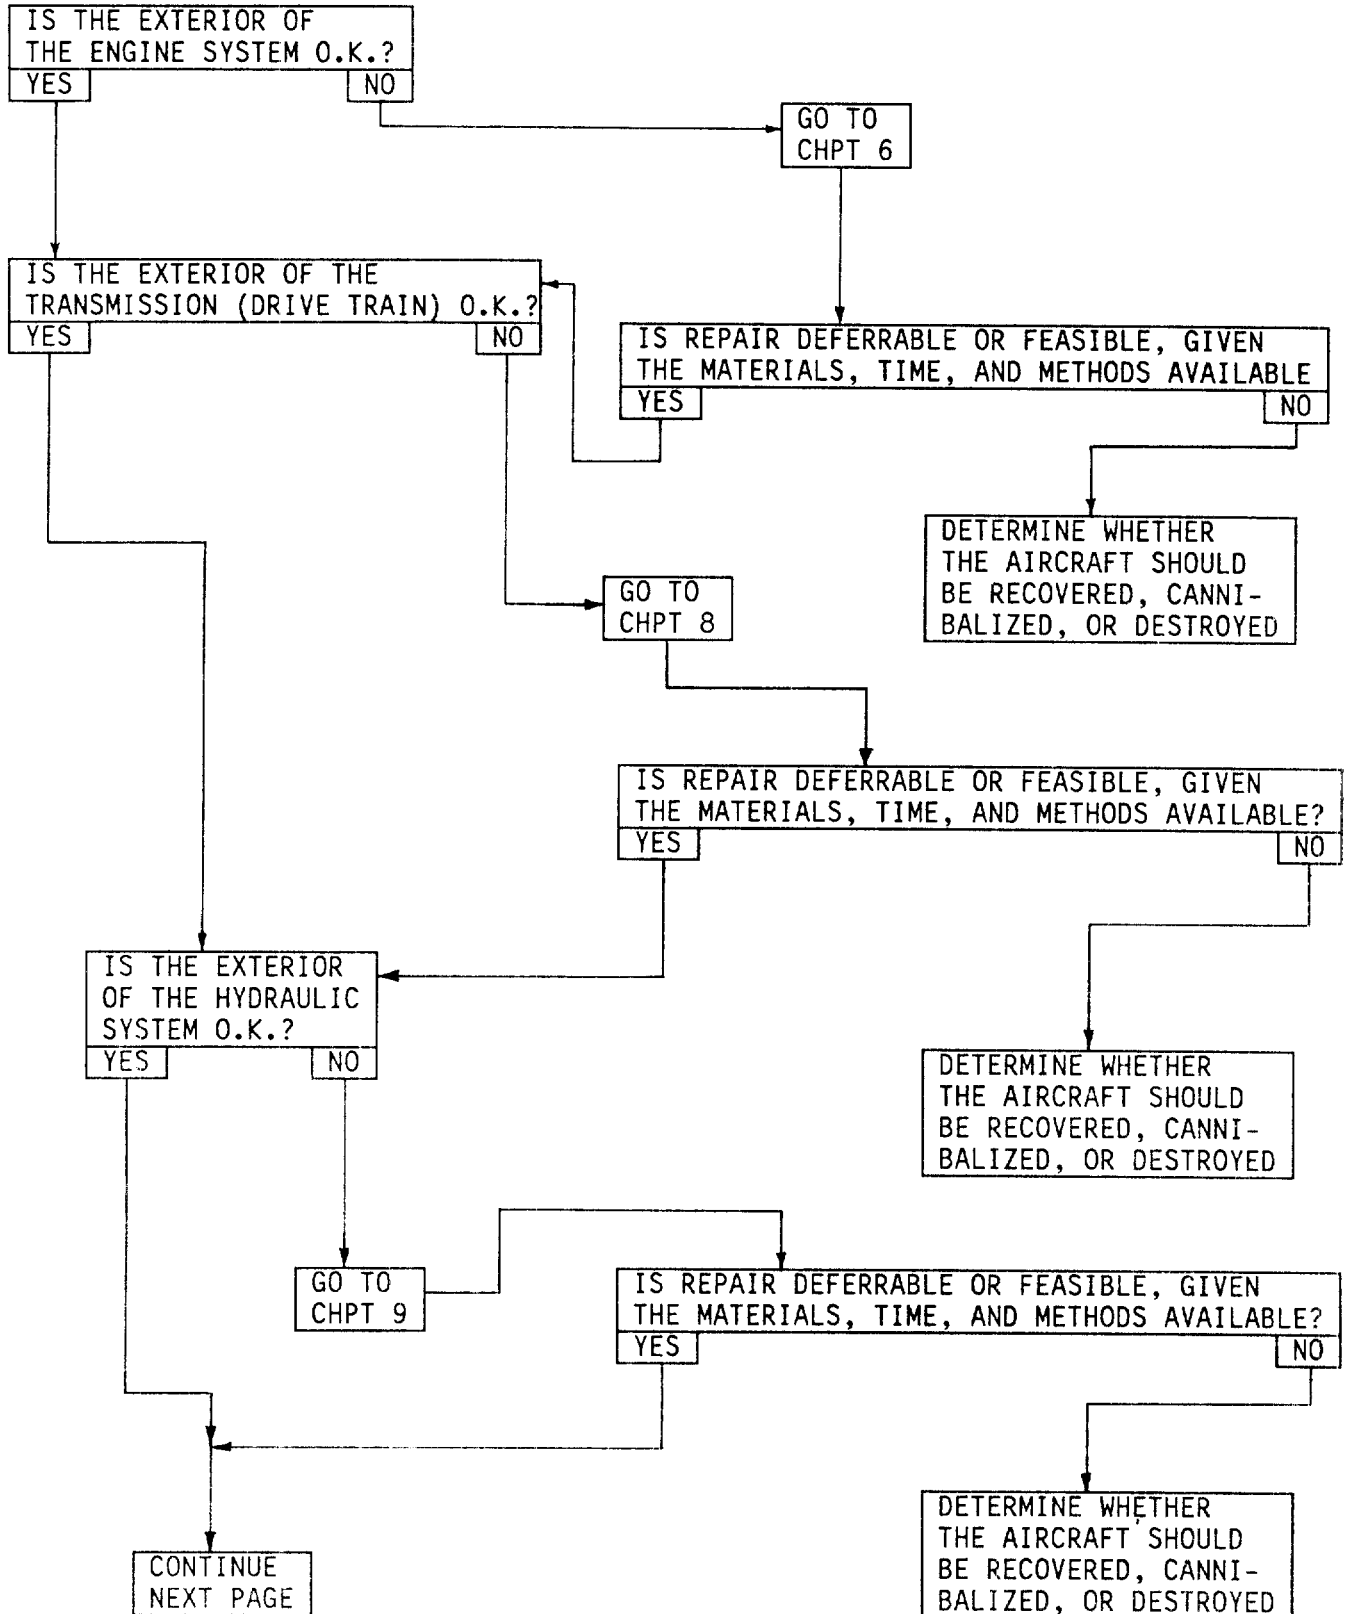 IS THE EXTERIOR OF
THE ENGINE SYSTEM O.K.?
YES
NO
GO TO
CHPT 6
IS THE EXTERIOR OF THE
TRANSMISSION (DRIVE TRAIN) O.K.?
YES
NO
IS REPAIR DEFERRABLE OR FEASIBLE, GIVEN
THE MATERIALS, TIME, AND METHODS AVAILABLE
YES
NO
DETERMINE WHETHER
THE AIRCRAFT SHOULD
BE RECOVERED, CANNI-
BALIZED, OR DESTROYED
GO TO
CHPT 8
IS REPAIR DEFERRABLE OR FEASIBLE, GIVEN
THE MATERIALS, TIME, AND METHODS AVAILABLE?
YES
NO
IS THE EXTERIOR
OF THE HYDRAULIC
SYSTEM O.K.?
YES
NO
DETERMINE WHETHER
THE AIRCRAFT SHOULD
BE RECOVERED, CANNI-
BALIZED, OR DESTROYED
GO TO
CHPT 9
IS REPAIR DEFERRABLE OR FEASIBLE, GIVEN
THE MATERIALS, TIME, AND METHODS AVAILABLE?
YES
NO
DETERMINE WHETHER
THE AIRCRAFT SHOULD
BE RECOVERED, CANNI-
BALIZED, OR DESTROYED
CONTINUE
NEXT PAGE